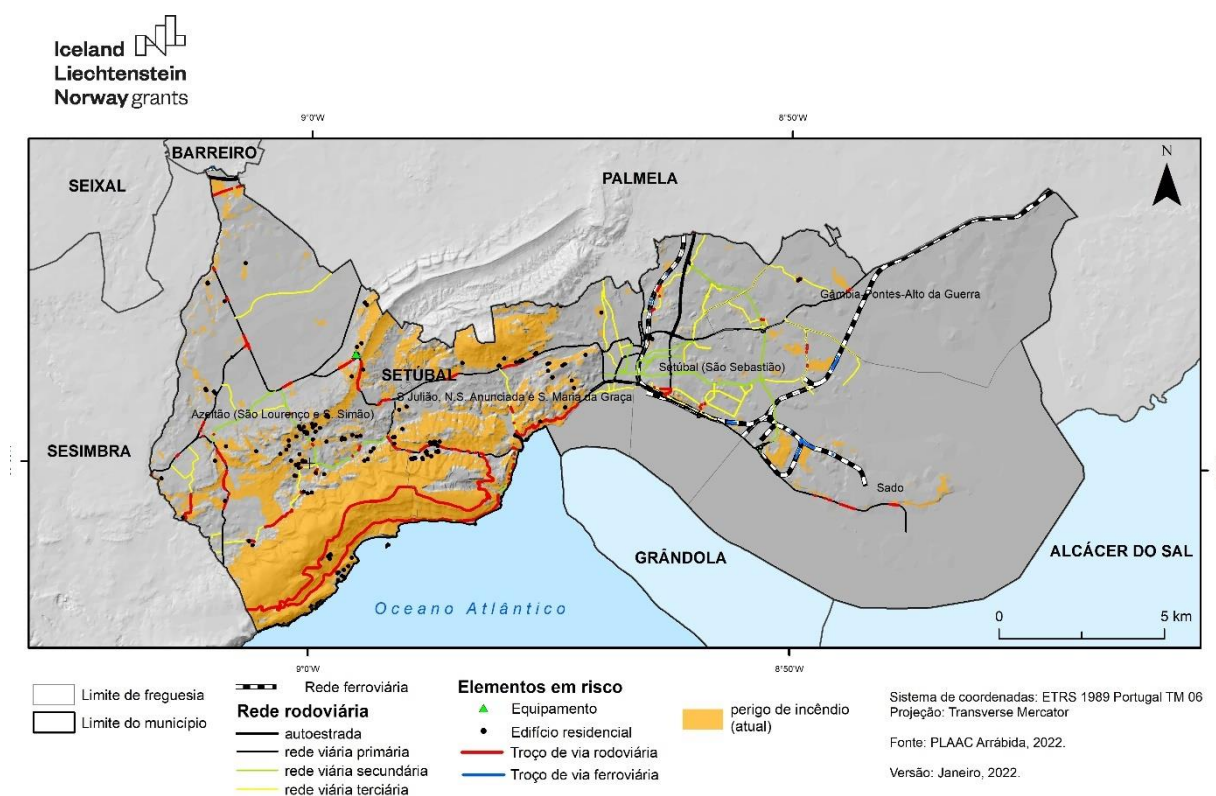 Iceland
Liechtenstein
Norway grants
9°0'W
8°50'W
BARREIRO
SEIXAL
PALMELA
N
Gâmbia-Pontes-Alto da Guerra
SETÚBAL
Setúbal (São Sebastião)
S Julião, N.S. Anunciada e S. Maria da Graça
Azeitão (São Lourenço e S. Simão)
SESIMBRA
Sado
GRÂNDOLA
ALCÁCER DO SAL
Oceano Atlântico
0 5 km
9°0'W
8°50'W
Limite de freguesia
Limite do município
Rede ferroviária
Rede rodoviária
autoestrada
rede viária primária
rede viária secundária
rede viária terciária
Elementos em risco
Equipamento
Edifício residencial
Troço de via rodoviária
Troço de via ferroviária
perigo de incêndio
(atual)
Sistema de coordenadas: ETRS 1989 Portugal TM 06
Projeção: Transverse Mercator
Fonte: PLAAC Arrábida, 2022.
Versão: Janeiro, 2022.